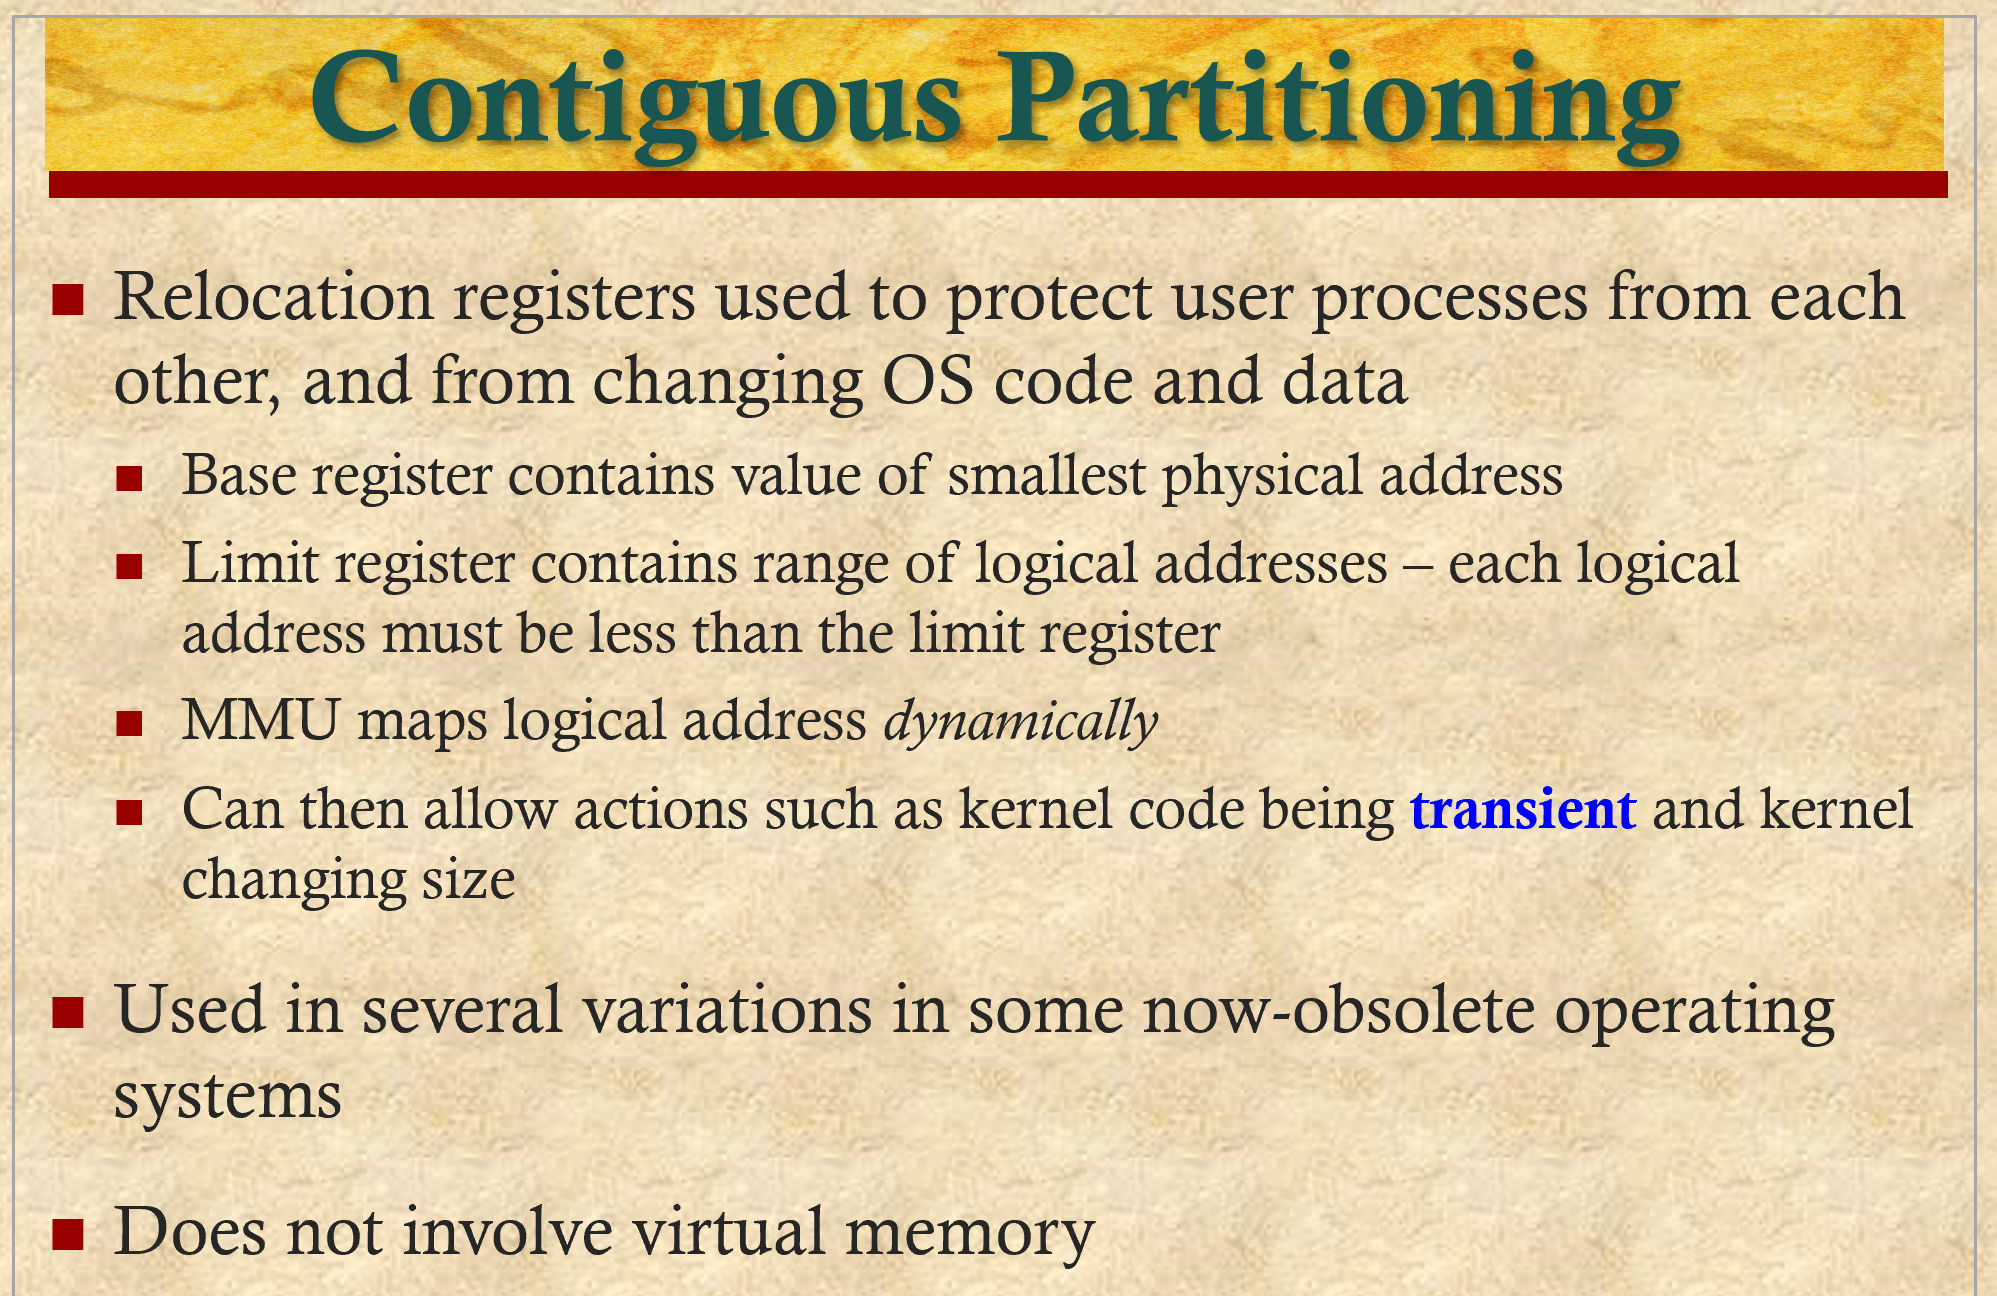 Contiguous Partitioning
■ Relocation registers used to protect user processes from each
other, and from changing OS code and data
■ Base register contains value of smallest physical address
■ Limit register contains range of logical addresses – each logical
address must be less than the limit register
■ MMU maps logical address dynamically
■ Can then allow actions such as kernel code being transient and kernel
changing size
■ Used in several variations in some now-obsolete operating
systems
■ Does not involve virtual memory